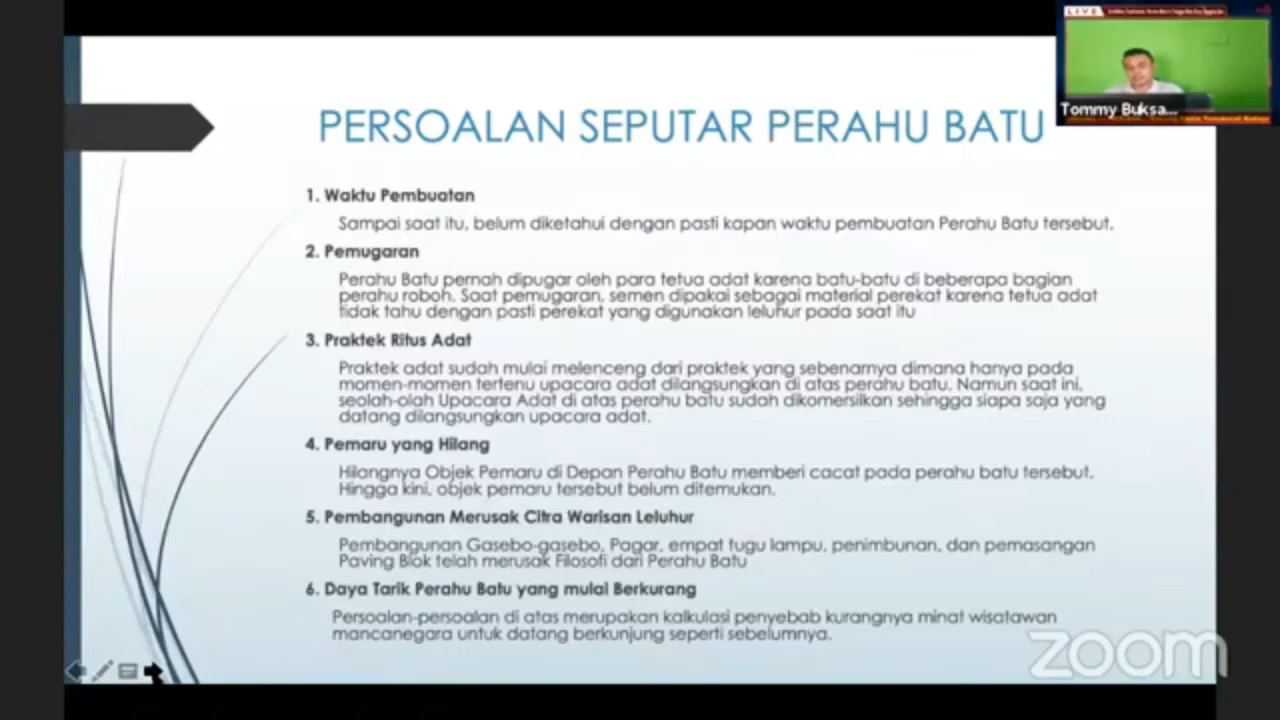 LIVE
Tommy Buksa...
PERSOALAN SEPUTAR PERAHU BATU
1. Waktu Pembuatan
Sampai saat itu, belum diketahui dengan pasti kapan waktu pembuatan Perahu Batu tersebut.
2. Pemugaran
Perahu Batu pernah dipugar oleh para tetua adat karena batu-batu di beberapa bagian
perahu roboh. Saat pemugaran, semen dipakai sebagai material perekat karena tetua adat
tidak tahu dengan pasti perekat yang digunakan leluhur pada saat itu
3. Praktek Ritus Adat
Praktek adat sudah mulai melenceng dari praktek yang sebenarnya dimana hanya pada
momen-momen tertenu upacara adat dilangsungkan di atas perahu batu. Namun saat ini,
seolah-olah Upacara Adat di atas perahu batu sudah dikomersilkan sehingga siapa saja yang
datang dilangsungkan upacara adat.
4. Pemaru yang Hilang
Hilangnya Objek Pemaru di Depan Perahu Batu memberi cacat pada perahu batu tersebut.
Hingga kini, objek pemaru tersebut belum ditemukan.
5. Pembangunan Merusak Citra Warisan Leluhur
Pembangunan Gasebo-gasebo, Pagar, empat tugu lampu, penimbunan, dan pemasangan
Paving Blok telah merusak Filosofi dari Perahu Batu
6. Daya Tarik Perahu Batu yang mulai Berkurang
Persoalan-persoalan di atas merupakan kalkulasi penyebab kurangnya minat wisatawan
mancanegara untuk datang berkunjung seperti sebelumnya.
zoom